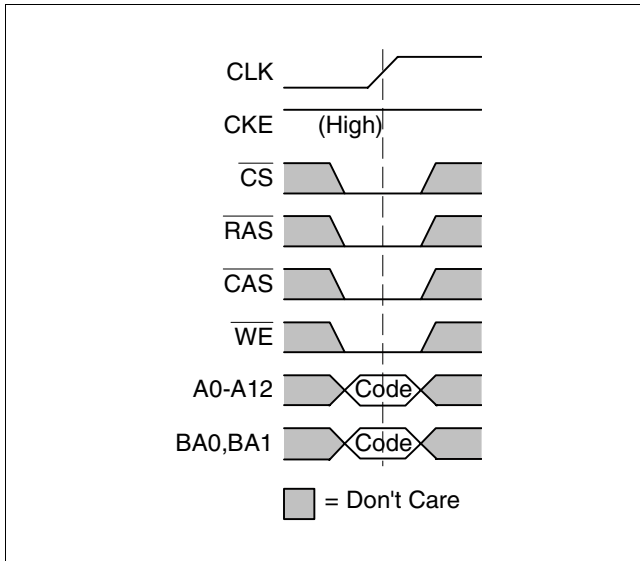 CLK
CKE (High)
CS
RAS
CAS
WE
A0-A12 Code
BA0,BA1 Code
= Don't Care